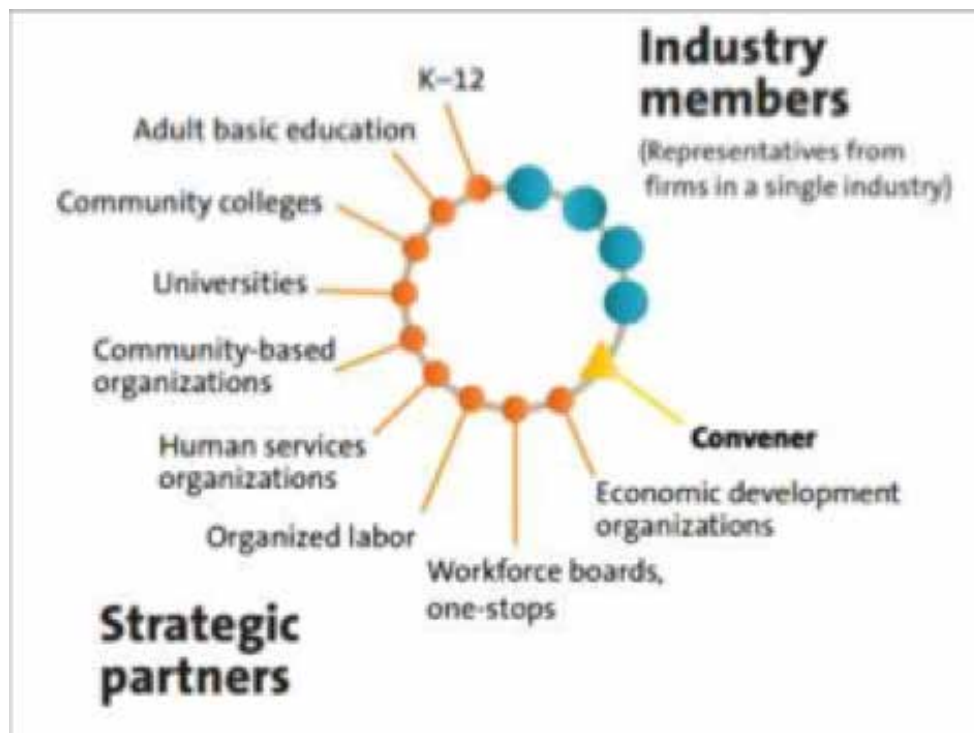 Industry
members
(Representatives from
firms in a single industry)
K–12
Adult basic education
Community colleges
Universities
Community-based
organizations
Human services
organizations
Organized labor
Workforce boards,
one-stops
Economic development
organizations
Convener
Strategic
partners